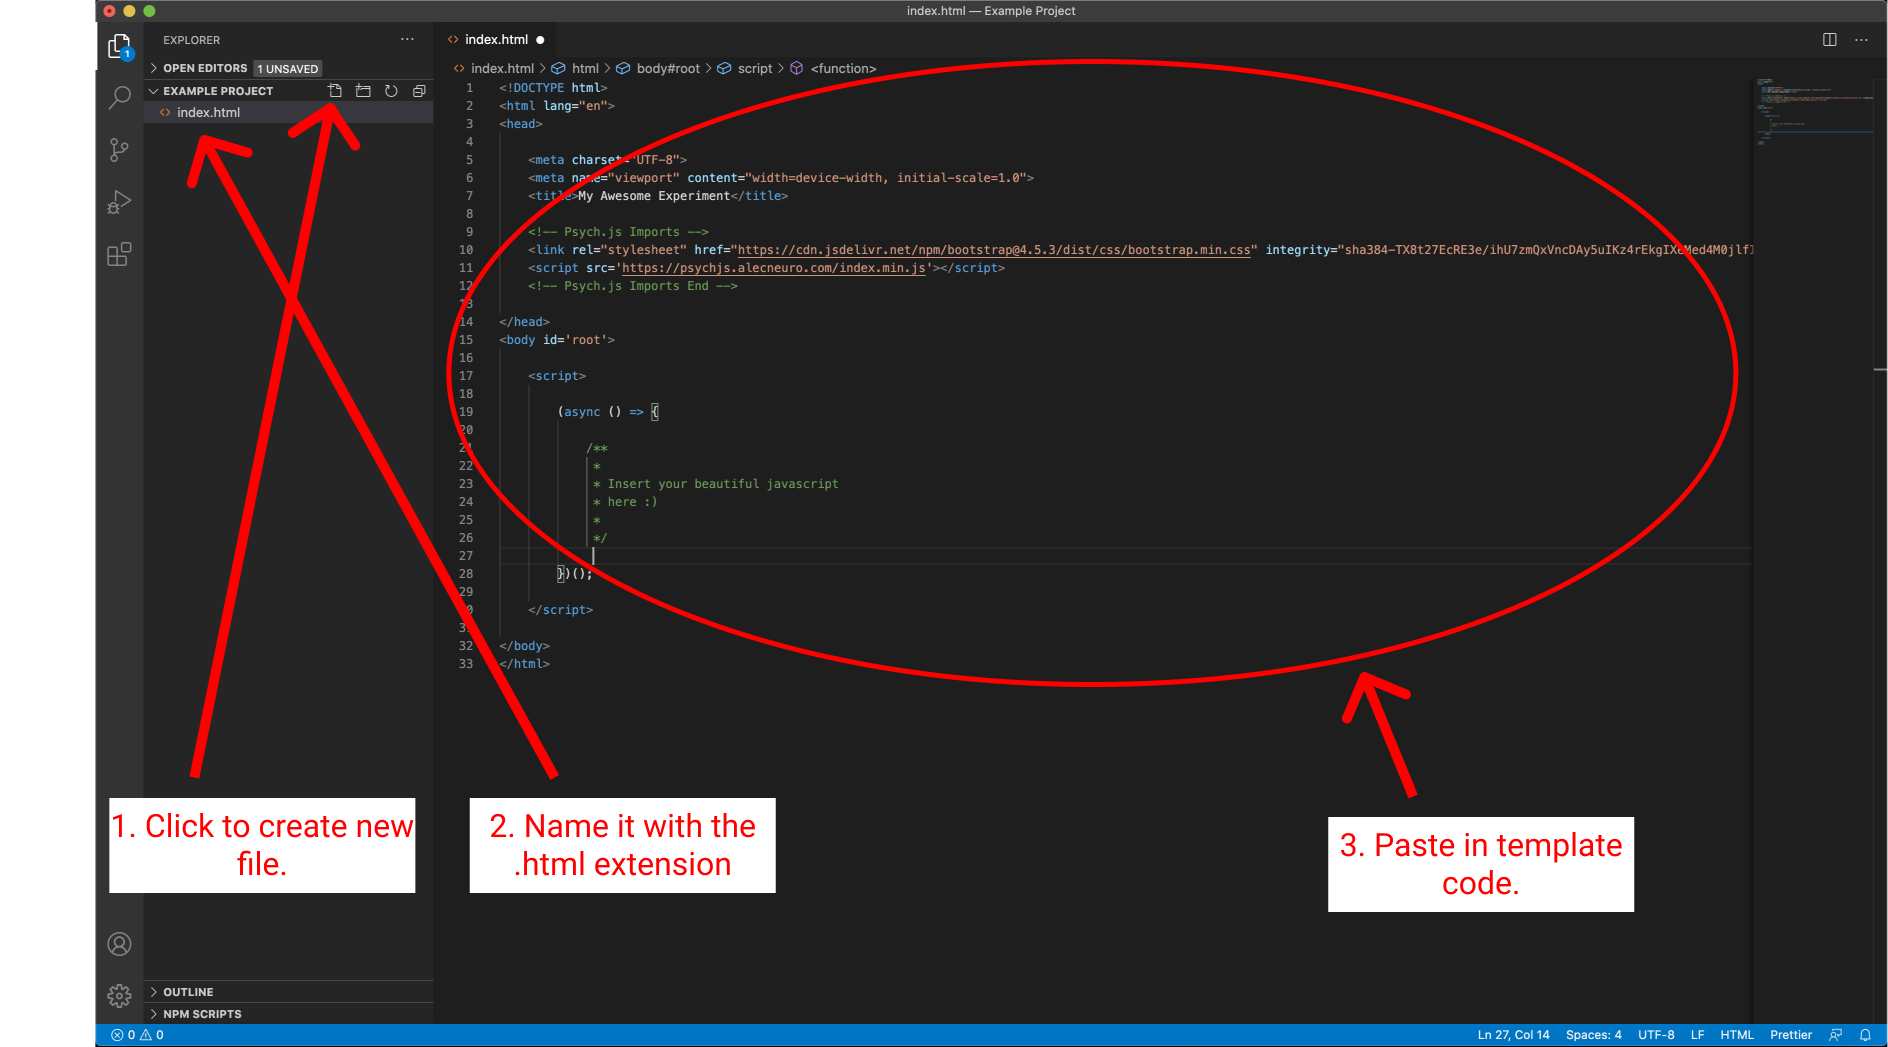 index.html — Example Project
EXPLORER
1
OPEN EDITORS 1 UNSAVED
EXAMPLE PROJECT
index.html
index.html
index.html > html > body#root > script > <function>
1 <!DOCTYPE html>
2 <html lang="en">
3 <head>
4
5 <meta charset="UTF-8">
6 <meta name="viewport" content="width=device-width, initial-scale=1.0">
7 <title>My Awesome Experiment</title>
8
9 <!-- Psych.js Imports -->
10 <link rel="stylesheet" href="https://cdn.jsdelivr.net/npm/bootstrap@4.5.3/dist/css/bootstrap.min.css" integrity="sha384-TX8t27EcRE3e/ihU7zmQxVncDAy5uIKz4rEkgIXeMed4M0jlf
11 <script src='https://psychjs.alecneuro.com/index.min.js'></script>
12 <!-- Psych.js Imports End -->
13
14 </head>
15 <body id='root'>
16
17 <script>
18
19 (async () => {
20
21 /**
22 *
23 * Insert your beautiful javascript
24 * here :)
25 *
26 */
27
28 })();
29
30 </script>
31
32 </body>
33 </html>
1. Click to create new
file.
2. Name it with the
.html extension
3. Paste in template
code.
OUTLINE
NPM SCRIPTS
0 0
Ln 27, Col 14 Spaces: 4 UTF-8 LF HTML Prettier